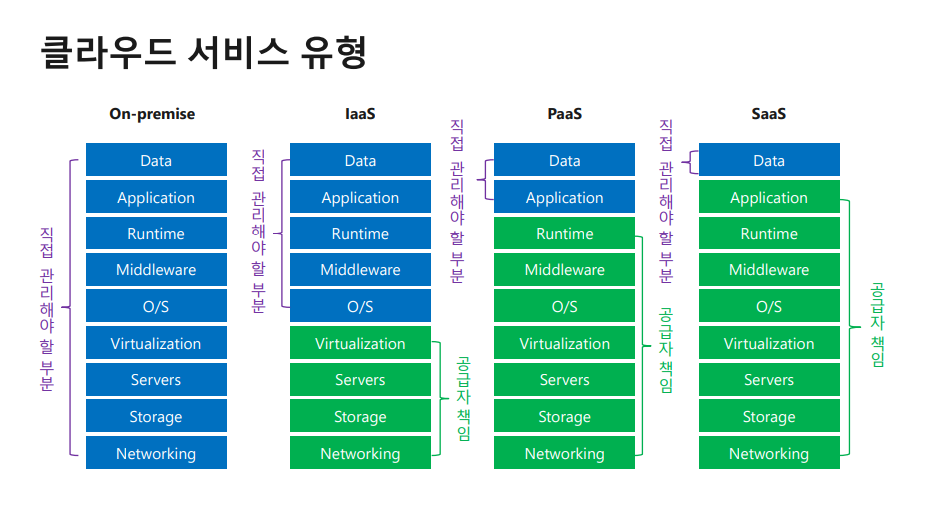 클라우드 서비스 유형
On-premise
직접 관리해야 할 부분
Data
Application
Runtime
Middleware
O/S
Virtualization
Servers
Storage
Networking
IaaS
직접 관리해야 할 부분
Data
Application
Runtime
Middleware
O/S
Virtualization
Servers
Storage
Networking
공급자 책임
PaaS
직접 관리해야 할 부분
Data
Application
Runtime
Middleware
O/S
Virtualization
Servers
Storage
Networking
공급자 책임
SaaS
직접 관리해야 할 부분
Data
Application
Runtime
Middleware
O/S
Virtualization
Servers
Storage
Networking
공급자 책임